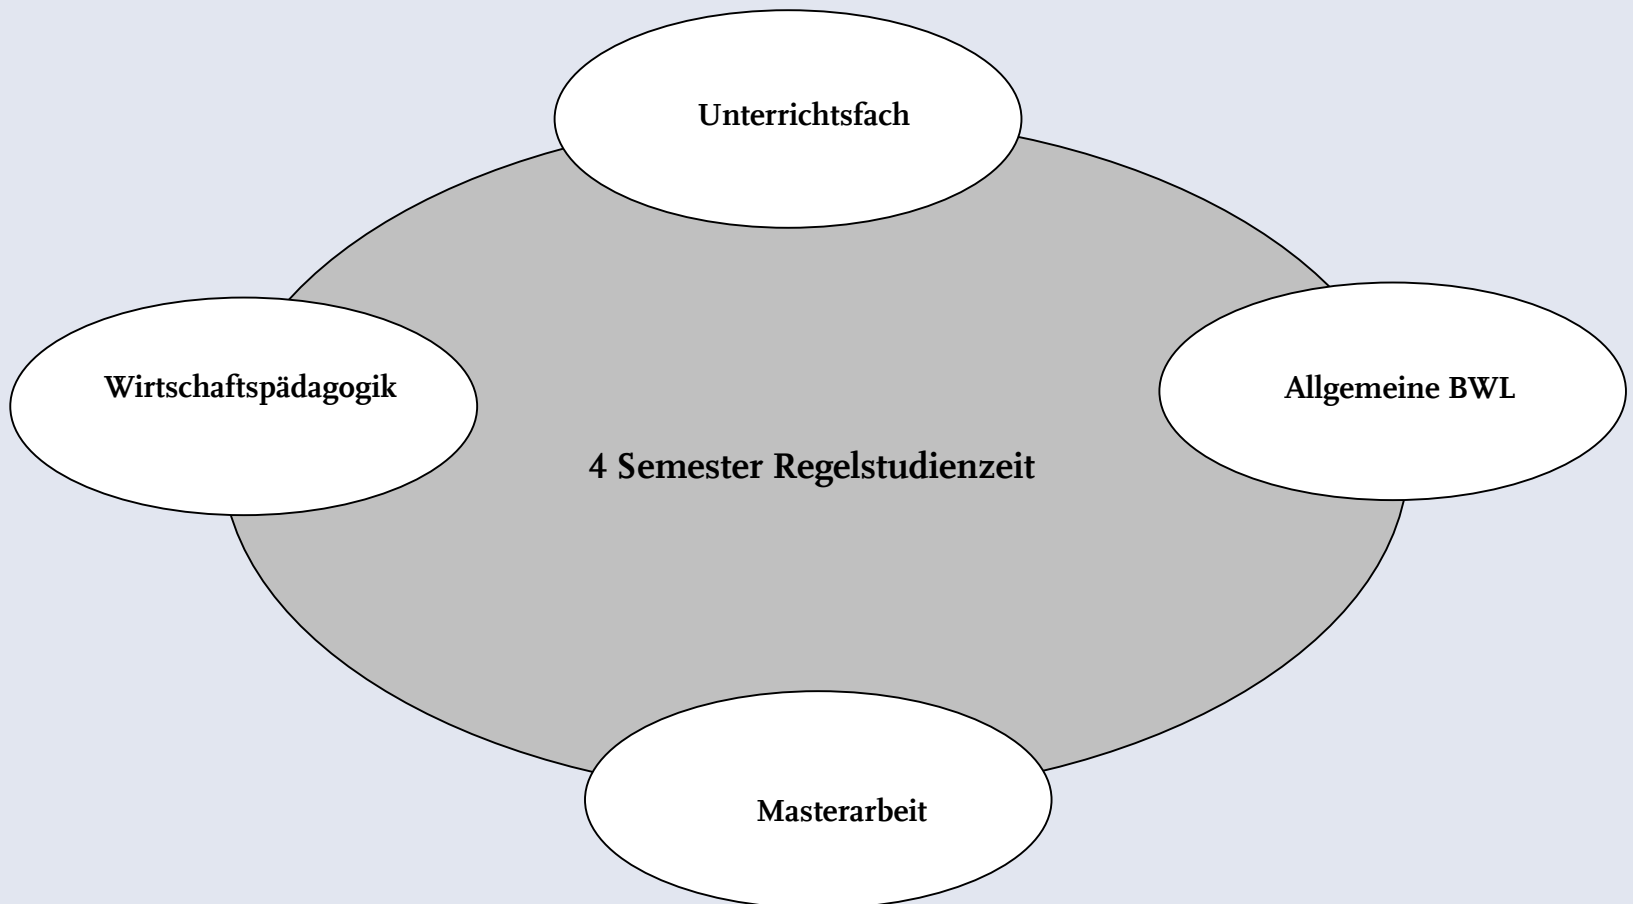 Unterrichtsfach
Wirtschaftspädagogik
Allgemeine BWL
4 Semester Regelstudienzeit
Masterarbeit